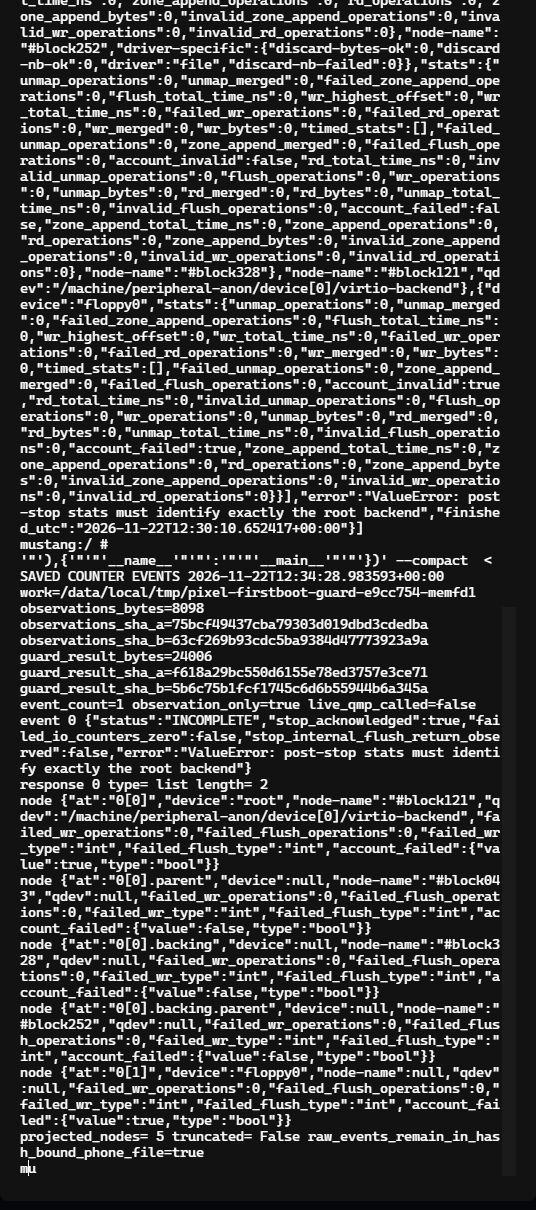 t_time_ns":0,"zone_append_operations":0,"rd_operations":0,"z
one_append_bytes":0,"invalid_zone_append_operations":0,"inva
lid_wr_operations":0,"invalid_rd_operations":0},"node-name":
"#block252","driver-specific":{"discard-bytes-ok":0,"discard
-nb-ok":0,"driver":"file","discard-nb-failed":0}},"stats":{"
unmap_operations":0,"unmap_merged":0,"failed_zone_append_ope
rations":0,"flush_total_time_ns":0,"wr_highest_offset":0,"wr
_total_time_ns":0,"failed_wr_operations":0,"failed_rd_operat
ions":0,"wr_merged":0,"wr_bytes":0,"timed_stats":[],"failed_
unmap_operations":0,"zone_append_merged":0,"failed_flush_ope
rations":0,"account_invalid":false,"rd_total_time_ns":0,"inv
alid_unmap_operations":0,"flush_operations":0,"wr_operations
":0,"unmap_bytes":0,"rd_merged":0,"rd_bytes":0,"unmap_total_
time_ns":0,"invalid_flush_operations":0,"account_failed":fal
se,"zone_append_total_time_ns":0,"zone_append_operations":0,
"rd_operations":0,"zone_append_bytes":0,"invalid_zone_append
_operations":0,"invalid_wr_operations":0,"invalid_rd_operati
ons":0},"node-name":"#block328"},"node-name":"#block121","qd
ev":"/machine/peripheral-anon/device[0]/virtio-backend"},{"d
evice":"floppy0","stats":{"unmap_operations":0,"unmap_merged
":0,"failed_zone_append_operations":0,"flush_total_time_ns":
0,"wr_highest_offset":0,"wr_total_time_ns":0,"failed_wr_oper
ations":0,"failed_rd_operations":0,"wr_merged":0,"wr_bytes":
0,"timed_stats":[],"failed_unmap_operations":0,"zone_append_
merged":0,"failed_flush_operations":0,"account_invalid":true
,"rd_total_time_ns":0,"invalid_unmap_operations":0,"flush_op
erations":0,"wr_operations":0,"unmap_bytes":0,"rd_merged":0,
"rd_bytes":0,"unmap_total_time_ns":0,"invalid_flush_operatio
ns":0,"account_failed":true,"zone_append_total_time_ns":0,"z
one_append_operations":0,"rd_operations":0,"zone_append_byte
s":0,"invalid_zone_append_operations":0,"invalid_wr_operatio
ns":0,"invalid_rd_operations":0}}],"error":"ValueError: post
-stop stats must identify exactly the root backend","finishe
d_utc":"2026-11-22T12:30:10.652417+00:00"}]
mustang:/ #
'"'),{'"'"'__name__'"'"':'"'"'__main__'"'"'})' --compact  <
SAVED COUNTER EVENTS 2026-11-22T12:34:28.983593+00:00
work=/data/local/tmp/pixel-firstboot-guard-e9cc754-memfd1
observations_bytes=8098
observations_sha_a=75bcf49437cba79303d019dbd3cdedba
observations_sha_b=63cf269b93cdc5ba9384d47773923a9a
guard_result_bytes=24006
guard_result_sha_a=f618a29bc550d6155e78ed3757e3ce71
guard_result_sha_b=5b6c75b1fcf1745c6d6b55944b6a345a
event_count=1 observation_only=true live_qmp_called=false
event 0 {"status":"INCOMPLETE","stop_acknowledged":true,"fai
led_io_counters_zero":false,"stop_internal_flush_return_obse
rved":false,"error":"ValueError: post-stop stats must identi
fy exactly the root backend"}
response 0 type= list length= 2
node {"at":"0[0]","device":"root","node-name":"#block121","q
dev":"/machine/peripheral-anon/device[0]/virtio-backend","fa
iled_wr_operations":0,"failed_flush_operations":0,"failed_wr
_type":"int","failed_flush_type":"int","account_failed":{"va
lue":true,"type":"bool"}}
node {"at":"0[0].parent","device":null,"node-name":"#block04
3","qdev":null,"failed_wr_operations":0,"failed_flush_operat
ions":0,"failed_wr_type":"int","failed_flush_type":"int","ac
count_failed":{"value":false,"type":"bool"}}
node {"at":"0[0].backing","device":null,"node-name":"#block3
28","qdev":null,"failed_wr_operations":0,"failed_flush_opera
tions":0,"failed_wr_type":"int","failed_flush_type":"int","a
ccount_failed":{"value":false,"type":"bool"}}
node {"at":"0[0].backing.parent","device":null,"node-name":"
#block252","qdev":null,"failed_wr_operations":0,"failed_flus
h_operations":0,"failed_wr_type":"int","failed_flush_type":"
int","account_failed":{"value":false,"type":"bool"}}
node {"at":"0[1]","device":"floppy0","node-name":null,"qdev"
:null,"failed_wr_operations":0,"failed_flush_operations":0,"
failed_wr_type":"int","failed_flush_type":"int","account_fai
led":{"value":true,"type":"bool"}}
projected_nodes= 5 truncated= False raw_events_remain_in_has
h_bound_phone_file=true
mu